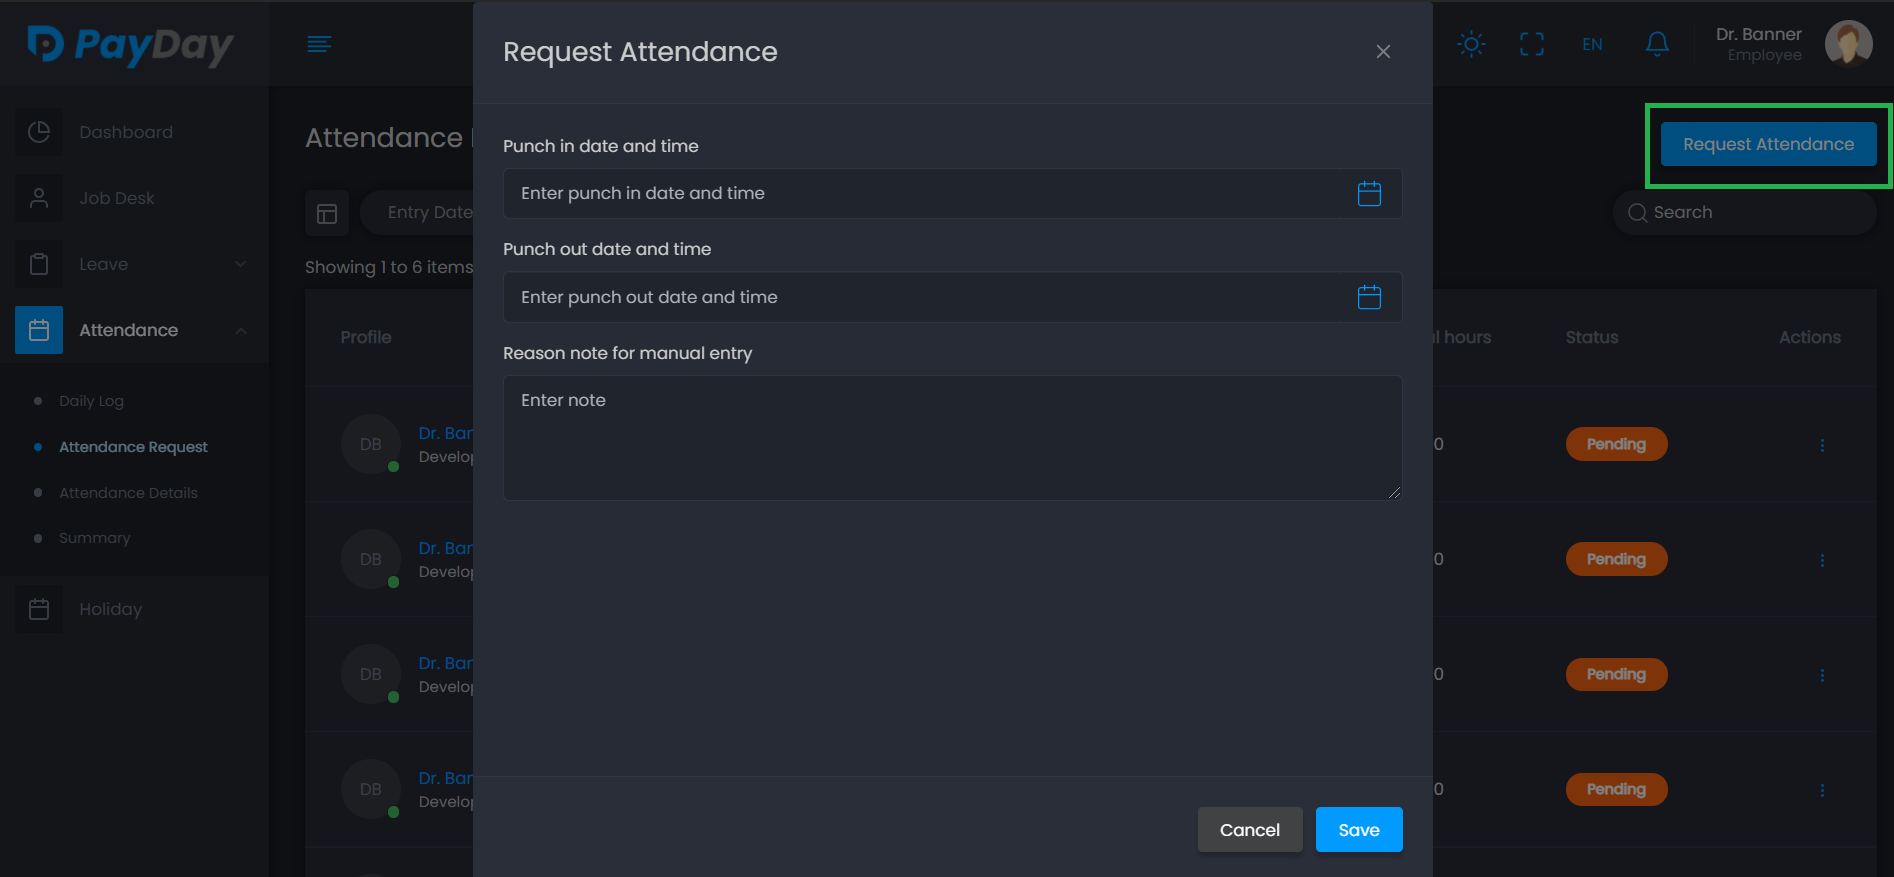 PayDay
EN
Dr. Banner
Employee
Dashboard
Job Desk
Leave
Attendance
Daily Log
Attendance Request
Attendance Details
Summary
Holiday
Attendance
Request Attendance
Entry Date
Search
Showing 1 to 6 items
Profile
l hours
Status
Actions
DB
Dr. Bar
Develop
0
Pending
DB
Dr. Bar
Develop
0
Pending
DB
Dr. Bar
Develop
0
Pending
DB
Dr. Bar
Develop
0
Pending
Request Attendance
Punch in date and time
Enter punch in date and time
Punch out date and time
Enter punch out date and time
Reason note for manual entry
Enter note
Cancel
Save